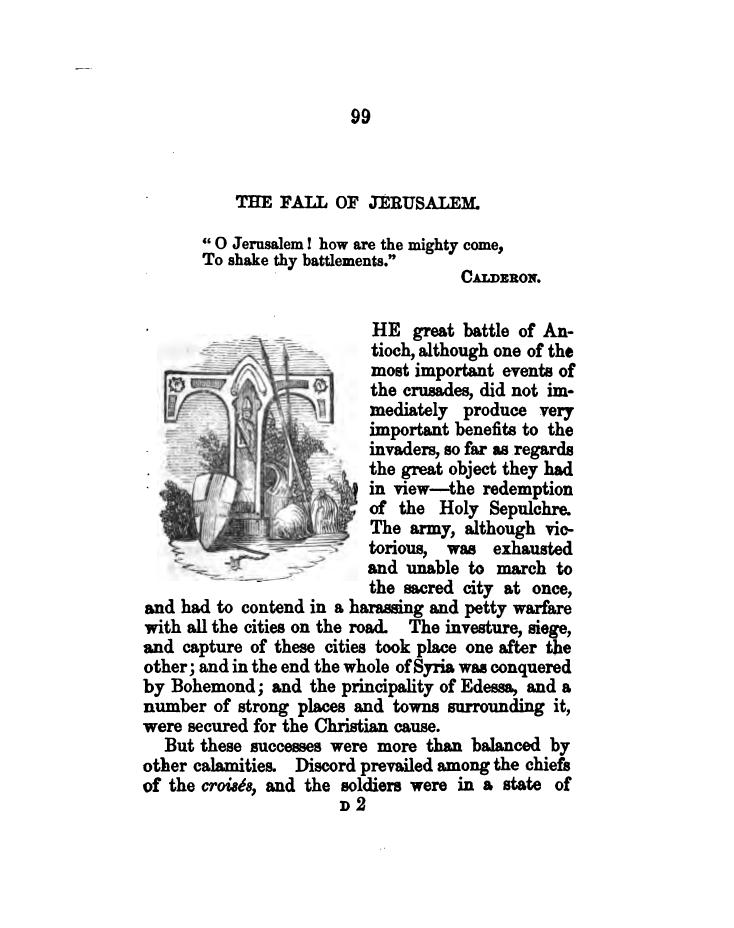 99
THE FALL OF JERUSALEM.
“ O Jerusalem ! how are the mighty come,
To shake thy battlements.”
CALDERON.
THE great battle of An-
tioch, although one of the
most important events of
the crusades, did not im-
mediately produce very
important benefits to the
invaders, so far as regards
the great object they had
in view—the redemption
of the Holy Sepulchre.
The army, although vic-
torious, was exhausted
and unable to march to
the sacred city at once,
and had to contend in a harassing and petty warfare
with all the cities on the road. The investure, siege,
and capture of these cities took place one after the
other ; and in the end the whole of Syria was conquered
by Bohemond ; and the principality of Edessa, and a
number of strong places and towns surrounding it,
were secured for the Christian cause.
But these successes were more than balanced by
other calamities. Discord prevailed among the chiefs
of the croisés, and the soldiers were in a state of
D 2